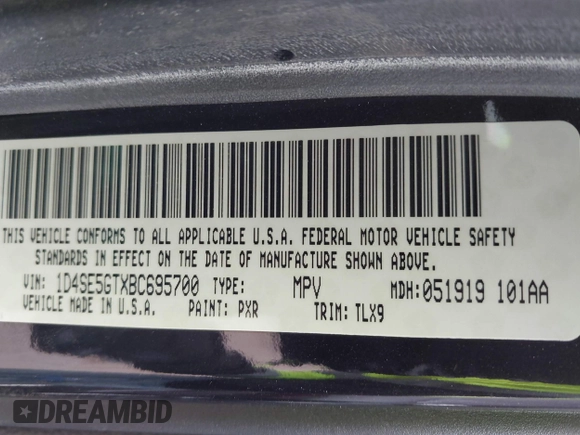 THIS VEHICLE CONFORMS TO ALL APPLICABLE U.S.A. FEDERAL MOTOR VEHICLE SAFETY
STANDARDS IN EFFECT ON THE DATE OF MANUFACTURE SHOWN ABOVE.
VIN: 1D4SE5GTXBC695700 TYPE: MPV MDH:051919 101AA
VEHICLE MADE IN U.S.A. PAINT: PXR TRIM: TLX9
DREAMBID